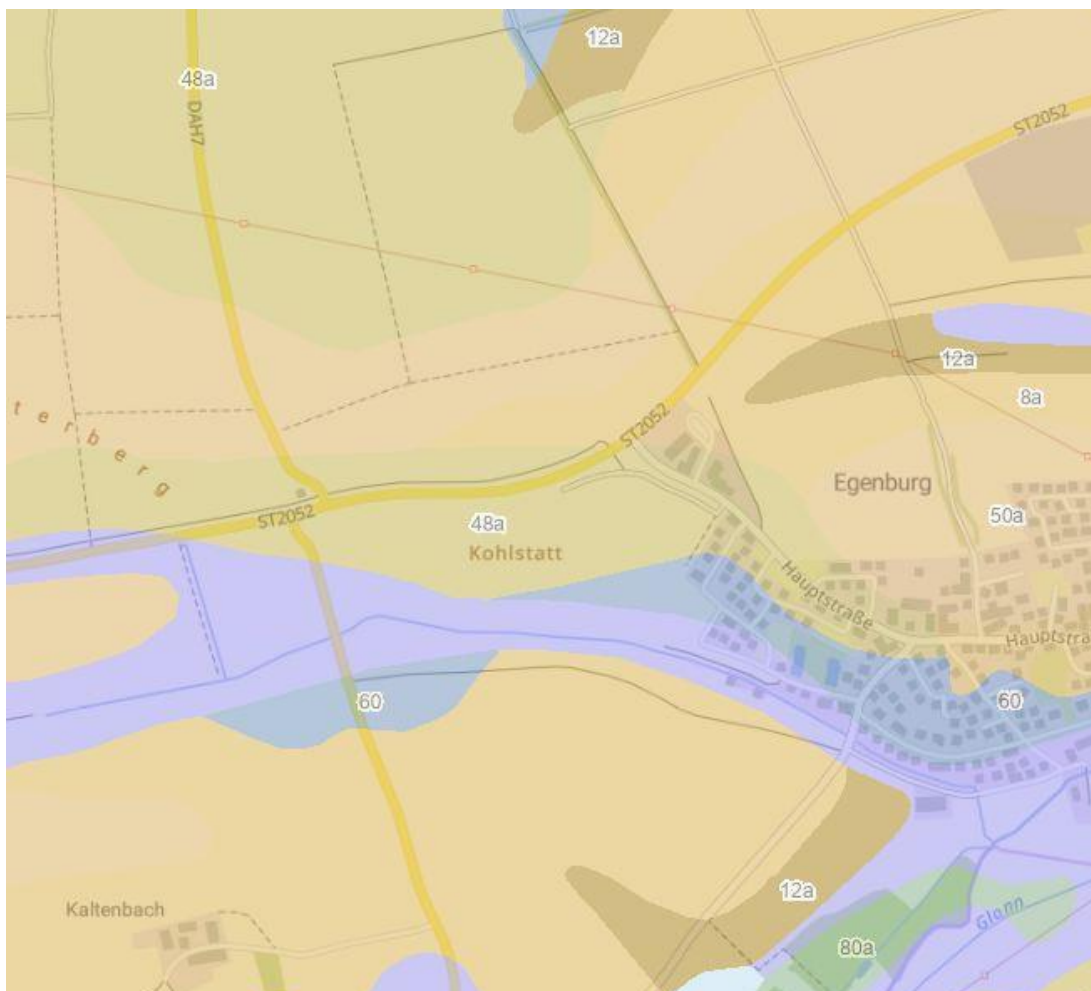 12a
48a
DAH7
ST2052
12a
8a
terberg
ST2052
Egenburg
ST2052
48a
50a
Kohlstatt
Hauptstraße
Hauptstra
60
60
12a
Kaltenbach
Glonn
80a